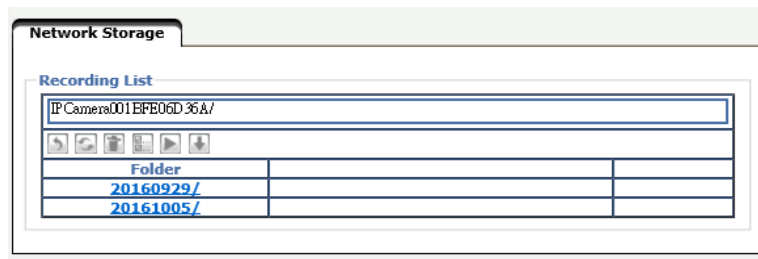 Network Storage
Recording List
IPCamera001BFE06D36A/
Folder
20160929/
20161005/